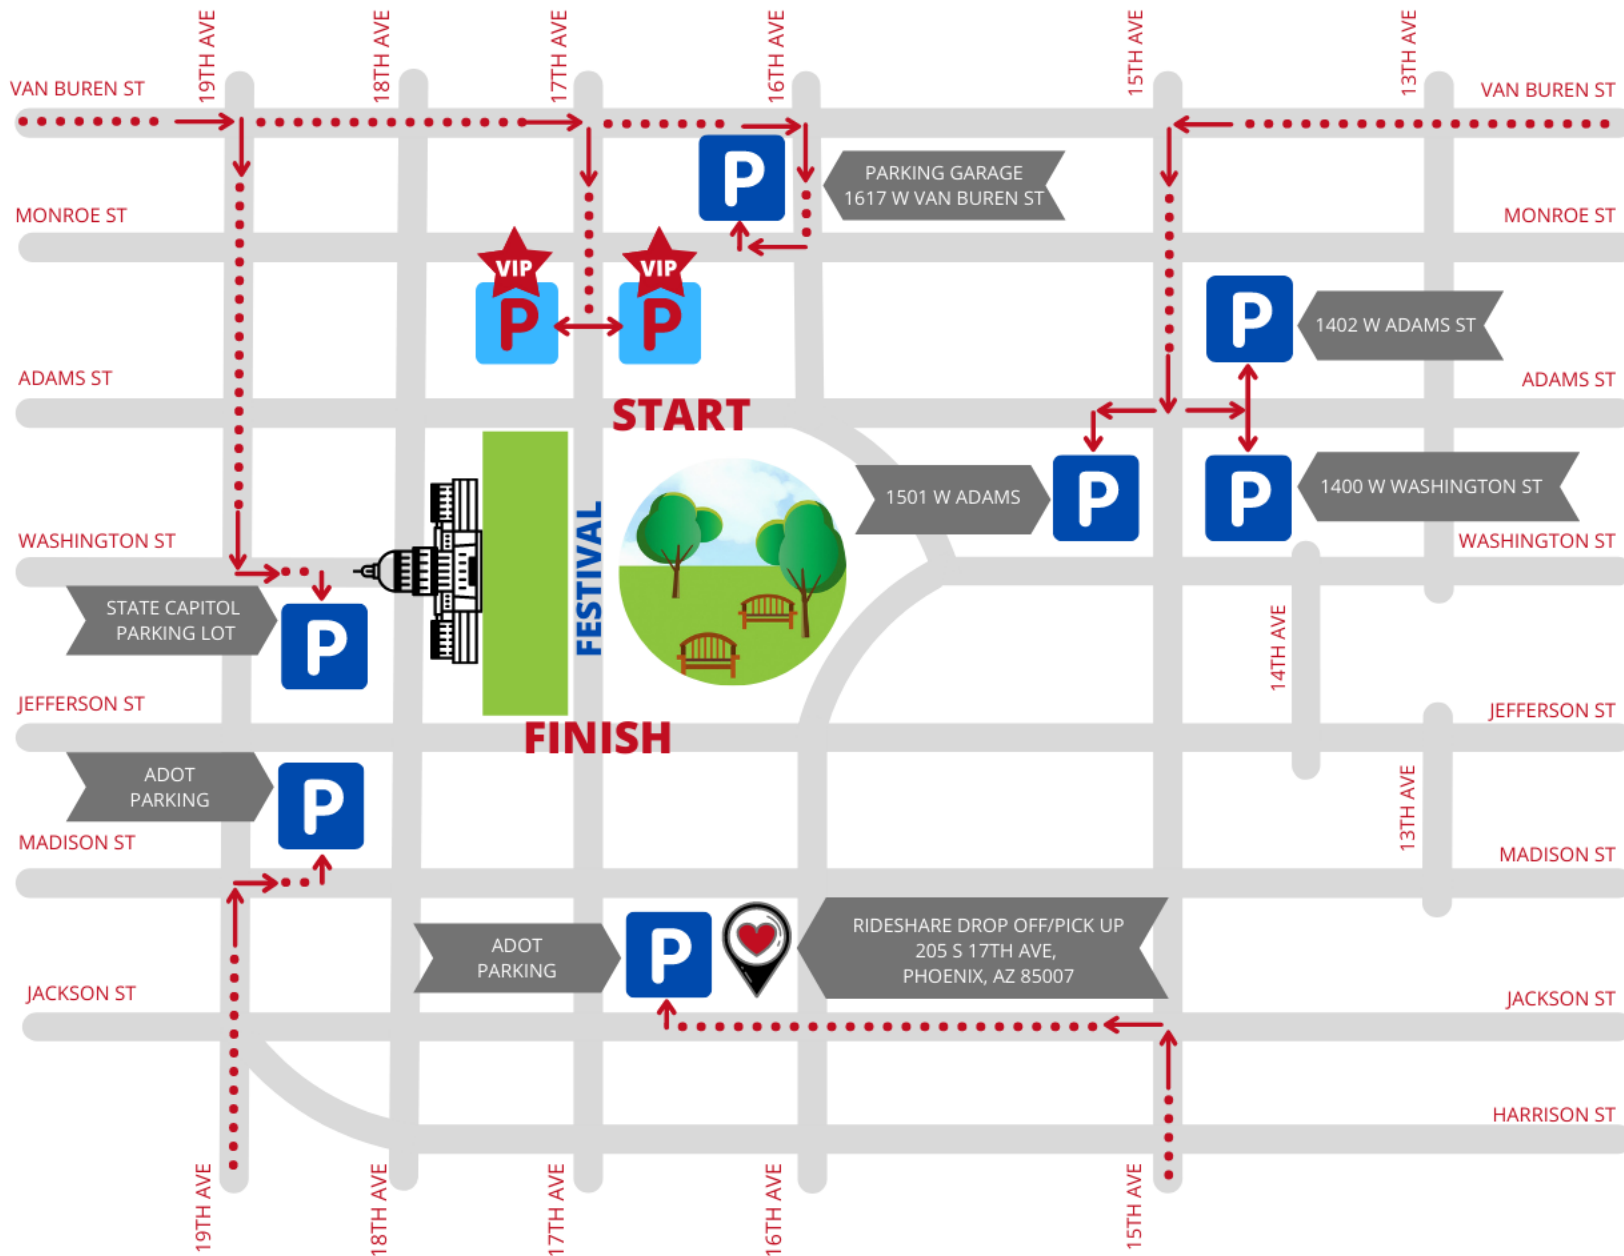 19TH AVE
18TH AVE
17TH AVE
16TH AVE
15TH AVE
13TH AVE
VAN BUREN ST
VAN BUREN ST
P
PARKING GARAGE
1617 W VAN BUREN ST
MONROE ST
MONROE ST
VIP
VIP
P
P
P
1402 W ADAMS ST
ADAMS ST
ADAMS ST
START
1501 W ADAMS
P
P
1400 W WASHINGTON ST
FESTIVAL
WASHINGTON ST
WASHINGTON ST
STATE CAPITOL
PARKING LOT
P
14TH AVE
JEFFERSON ST
JEFFERSON ST
FINISH
ADOT
PARKING
P
13TH AVE
MADISON ST
MADISON ST
ADOT
PARKING
P
RIDESHARE DROP OFF/PICK UP
205 S 17TH AVE,
PHOENIX, AZ 85007
JACKSON ST
JACKSON ST
HARRISON ST
19TH AVE
18TH AVE
17TH AVE
16TH AVE
15TH AVE